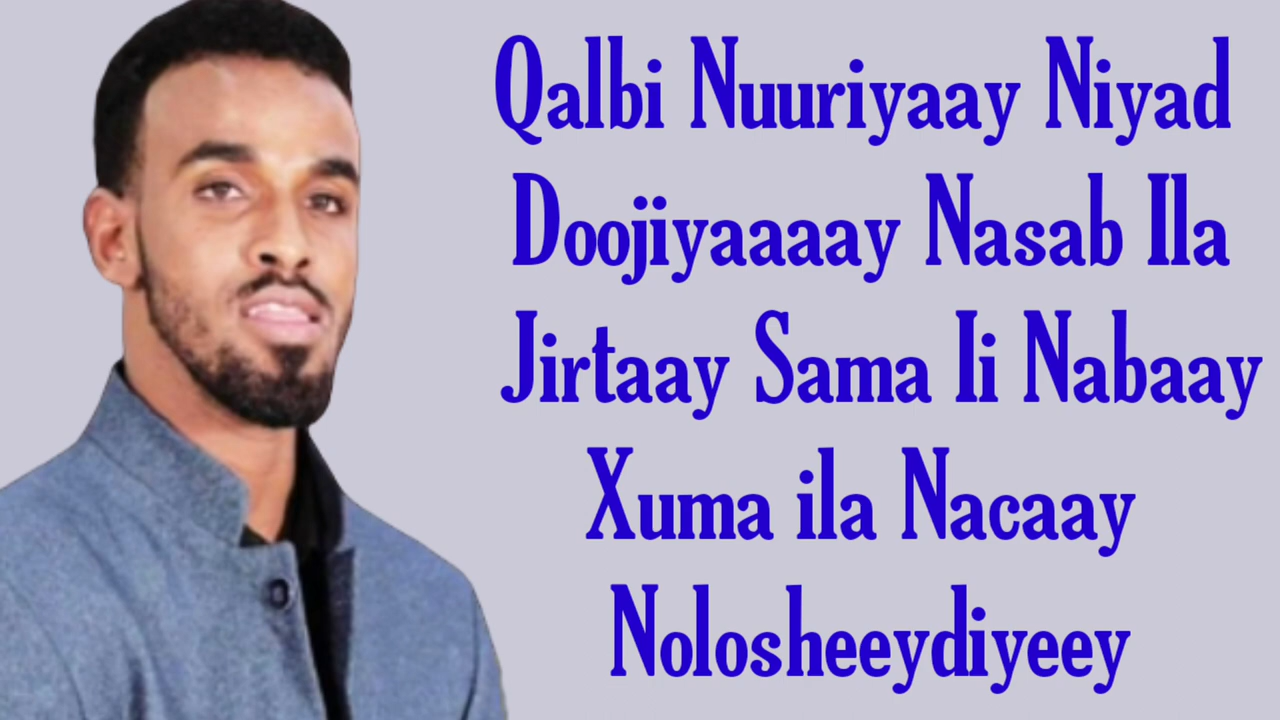 Qalbi Nuuriyaay Niyad
Doojiyaaaay Nasab Ila
Jirtaay Sama Ii Nabaay
Xuma ila Nacaay
Nolosheeydiyeey